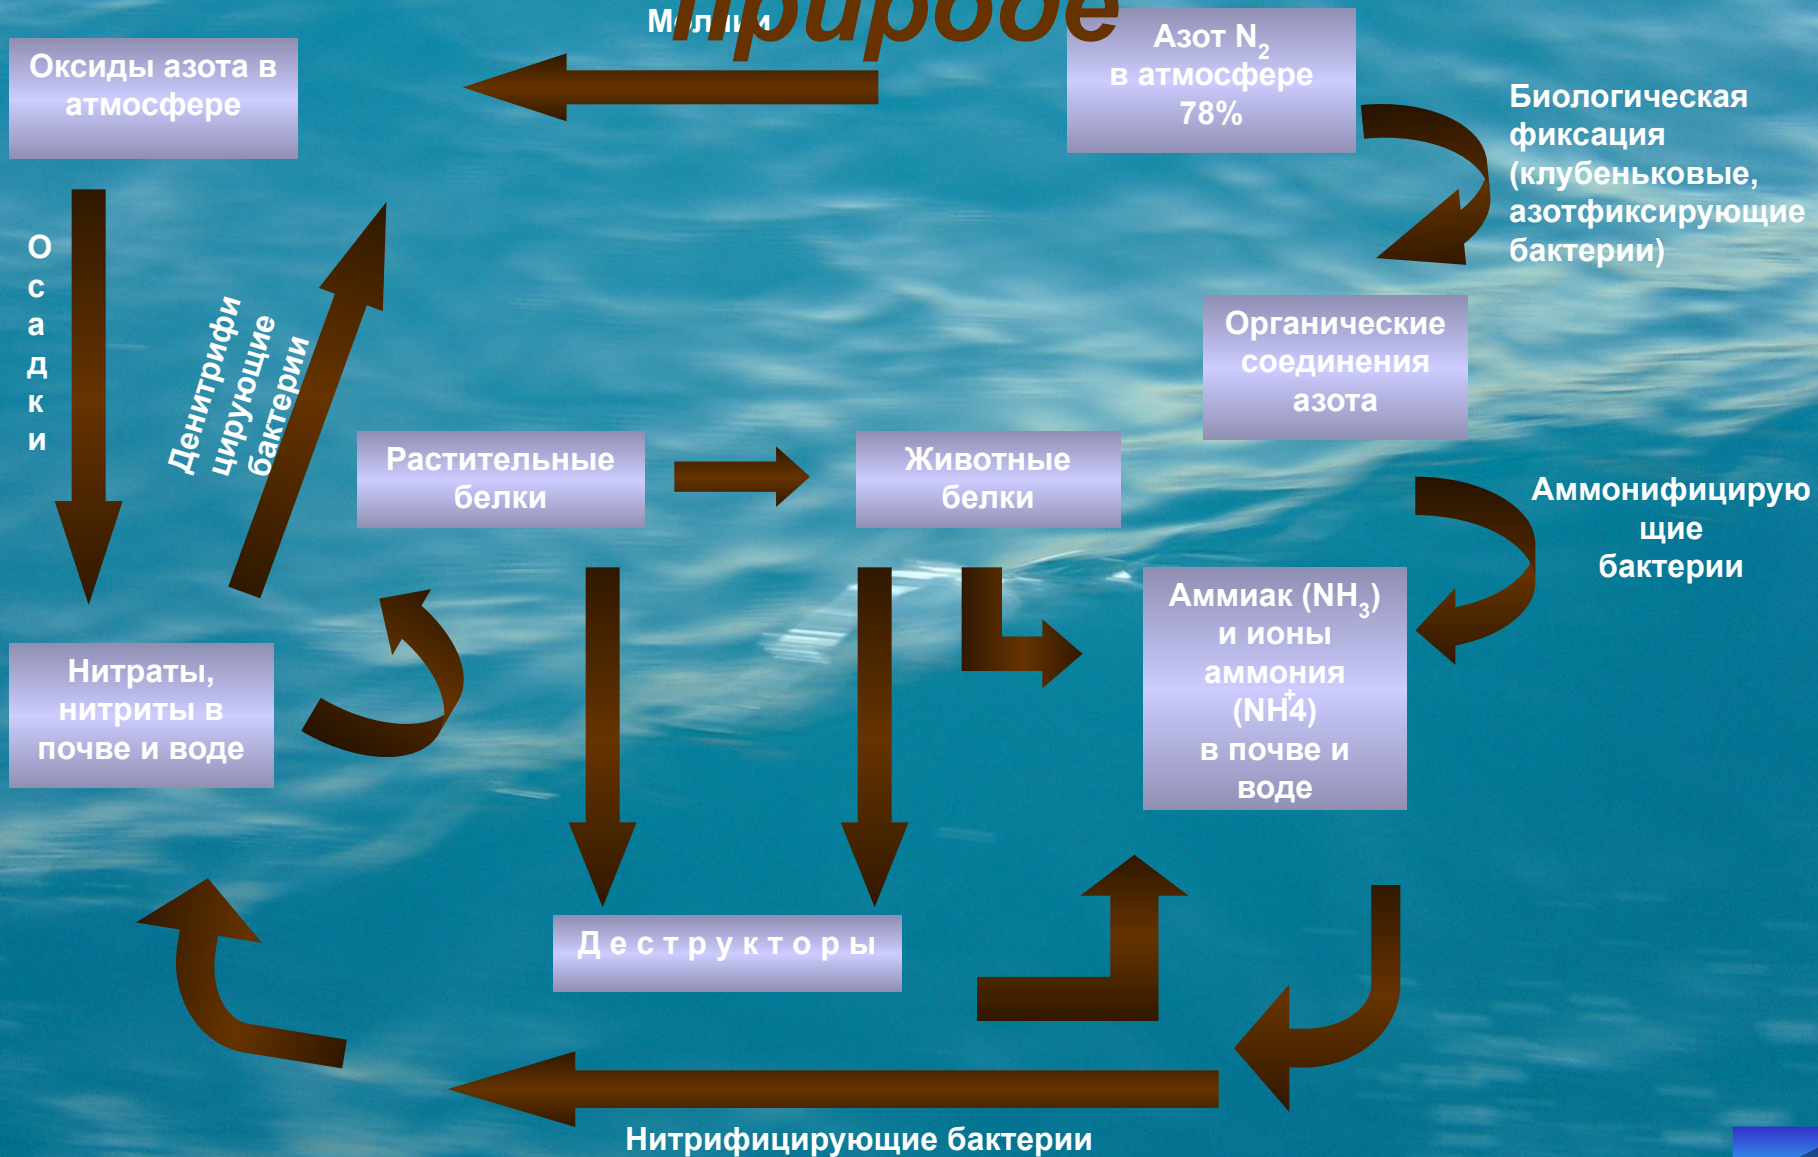 природе
Молнии
Азот N₂
в атмосфере
78%
Оксиды азота в
атмосфере
Биологическая
фиксация
(клубеньковые,
азотфиксирующие
бактерии)
О
с
а
д
к
и
Денитрифи
цирующие
бактерии
Органические
соединения
азота
Растительные
белки
Животные
белки
Аммонифицирую
щие
бактерии
Аммиак (NH₃)
и ионы
аммония
(NH4⁺)
в почве и
воде
Нитраты,
нитриты в
почве и воде
Д е с т р у к т о р ы
Нитрифицирующие бактерии